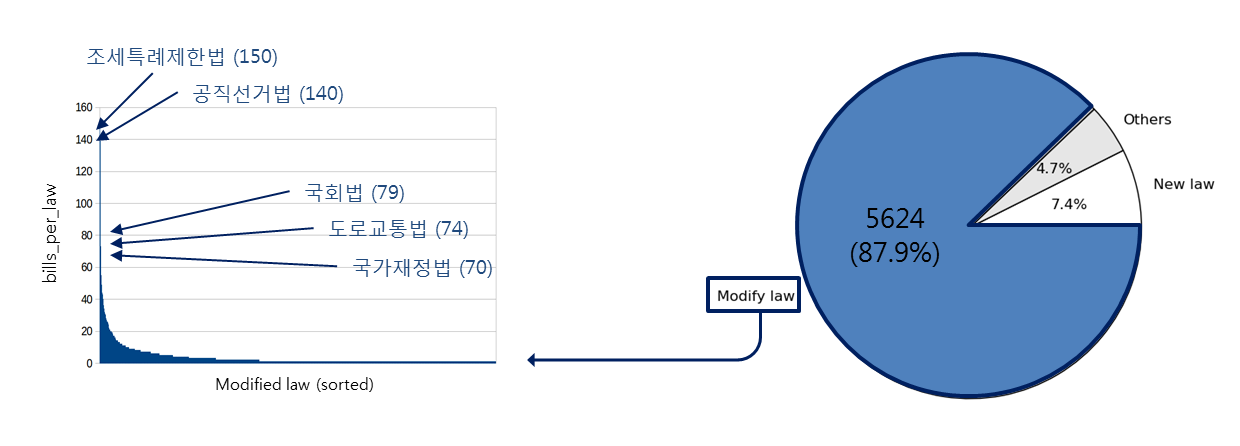 조세특례제한법 (150)
공직선거법 (140)
160
140
120
100
80
60
40
20
0
bills_per_law
국회법 (79)
도로교통법 (74)
국가재정법 (70)
Modified law (sorted)
Others
4.7%
New law
7.4%
5624
(87.9%)
Modify law